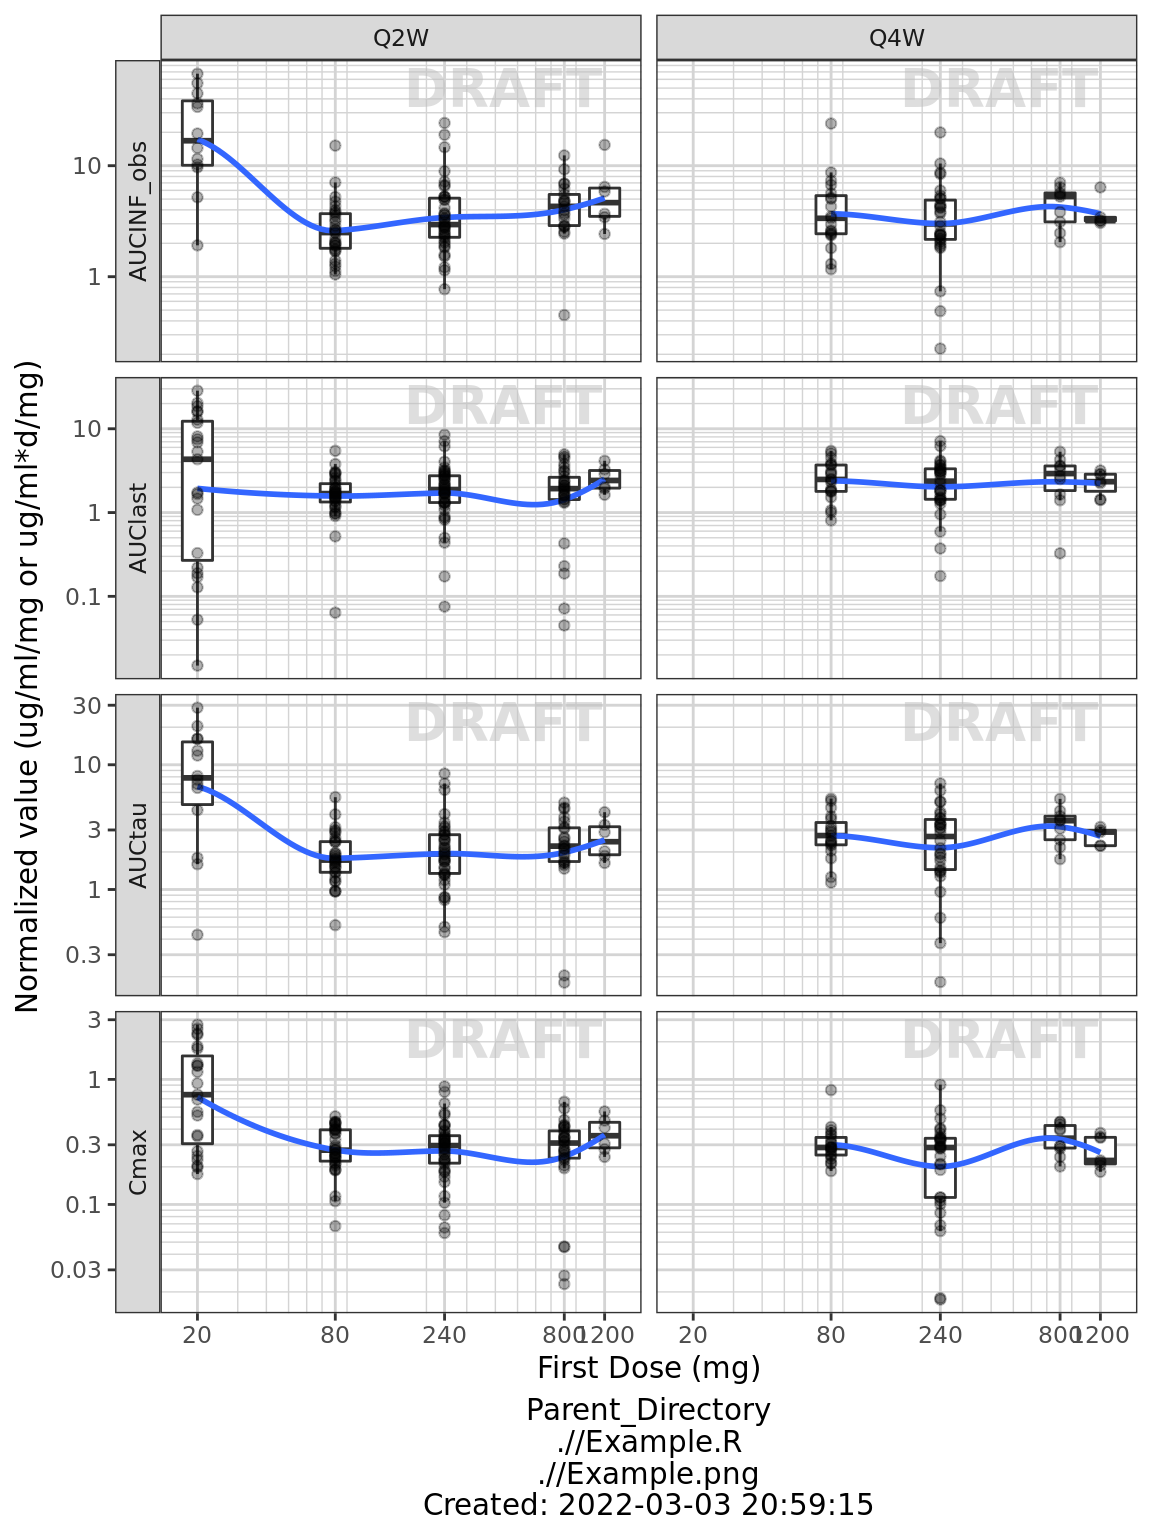 Q2W
Q4W
Normalized value (ug/ml/mg or ug/ml*d/mg)
AUCINF_obs
10
1
DRAFT
DRAFT
AUClast
10
1
0.1
DRAFT
DRAFT
AUCtau
30
10
3
1
0.3
DRAFT
DRAFT
Cmax
3
1
0.3
0.1
0.03
DRAFT
DRAFT
20 80 240 800 1200
20 80 240 800 1200
First Dose (mg)
Parent_Directory
.//Example.R
.//Example.png
Created: 2022-03-03 20:59:15